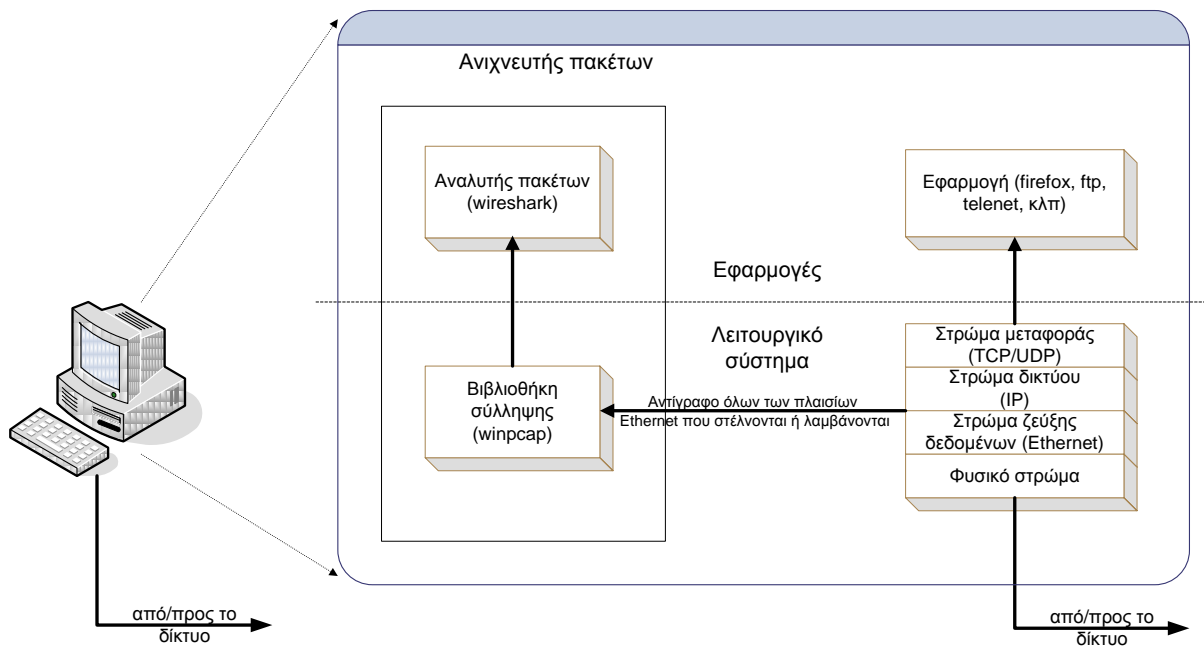 Ανιχνευτής πακέτων
Αναλυτής πακέτων
(wireshark)
Εφαρμογή (firefox, ftp,
telenet, κλπ)
Εφαρμογές
Λειτουργικό
σύστημα
Στρώμα μεταφοράς
(TCP/UDP)
Στρώμα δικτύου
(IP)
Στρώμα ζεύξης
δεδομένων (Ethernet)
Φυσικό στρώμα
Βιβλιοθήκη
σύλληψης
(winpcap)
Αντίγραφο όλων των πλαισίων
Ethernet που στέλνονται ή λαμβάνονται
από/προς το
δίκτυο
από/προς το
δίκτυο